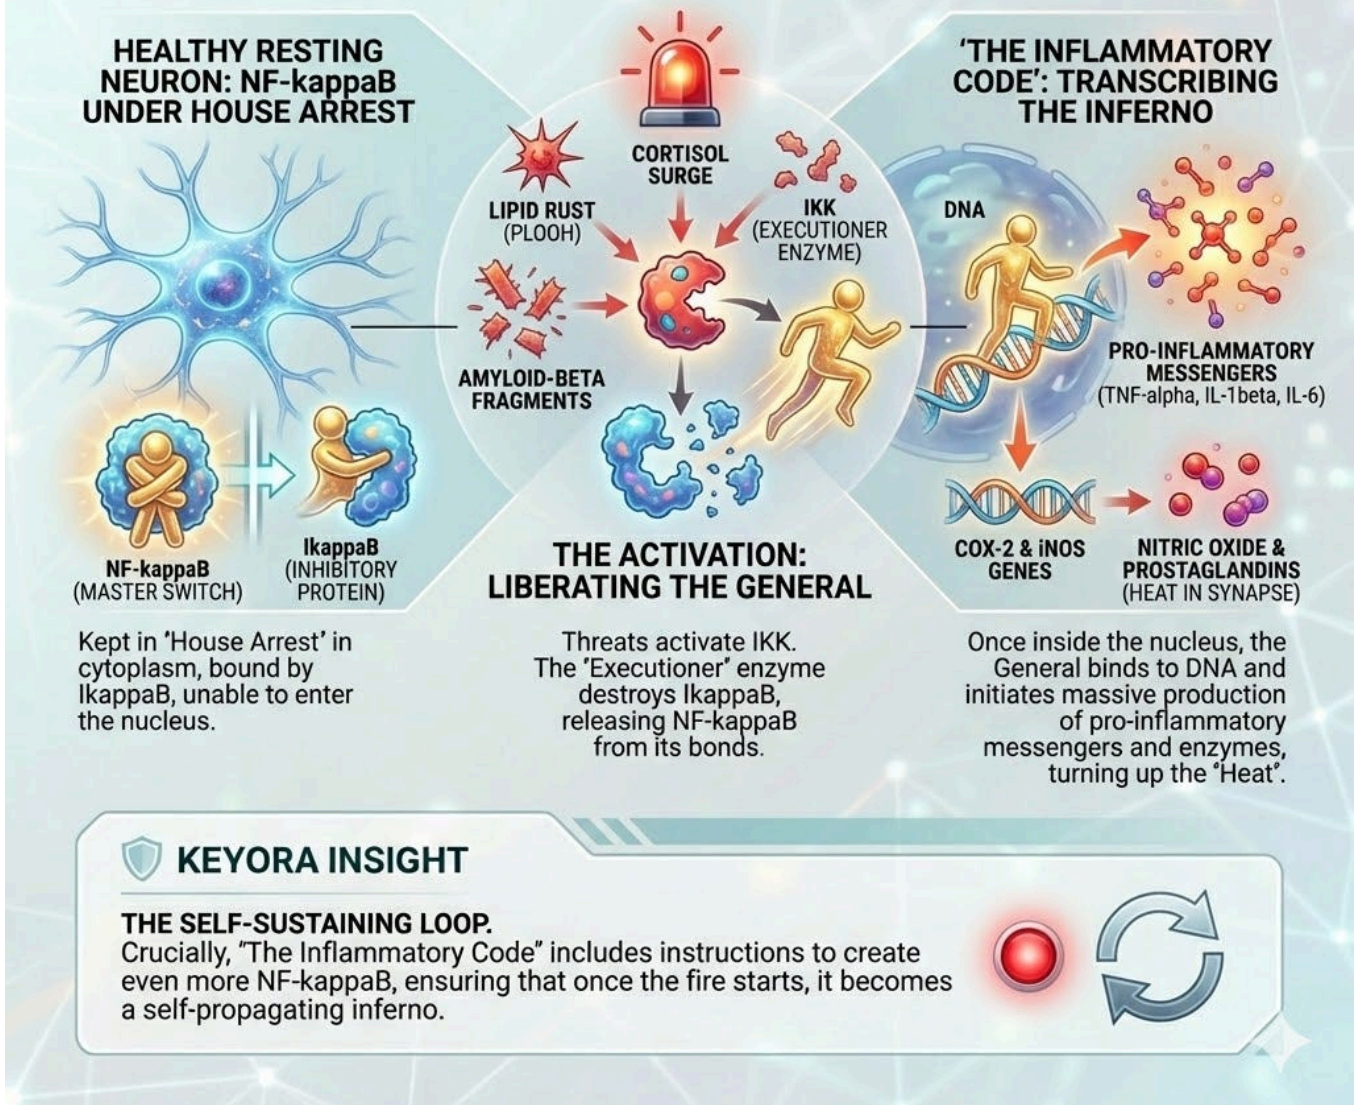 HEALTHY RESTING
NEURON: NF-kappaB
UNDER HOUSE ARREST
NF-kappaB
(MASTER SWITCH)
IkappaB
(INHIBITORY
PROTEIN)
Kept in 'House Arrest' in
cytoplasm, bound by
IkappaB, unable to enter
the nucleus.
CORTISOL
SURGE
LIPID RUST
(PLOOH)
IKK
(EXECUTIONER
ENZYME)
AMYLOID-BETA
FRAGMENTS
THE ACTIVATION:
LIBERATING THE GENERAL
Threats activate IKK.
The "Executioner" enzyme
destroys IkappaB,
releasing NF-kappaB
from its bonds.
'THE INFLAMMATORY
CODE': TRANSCRIBING
THE INFERNO
DNA
PRO-INFLAMMATORY
MESSENGERS
(TNF-alpha, IL-1beta, IL-6)
COX-2 & iNOS
GENES
NITRIC OXIDE &
PROSTAGLANDINS
(HEAT IN SYNAPSE)
Once inside the nucleus, the
General binds to DNA and
initiates massive production
of pro-inflammatory
messengers and enzymes,
turning up the 'Heat'.
KEYORA INSIGHT
THE SELF-SUSTAINING LOOP.
Crucially, "The Inflammatory Code" includes instructions to create
even more NF-kappaB, ensuring that once the fire starts, it becomes
a self-propagating inferno.